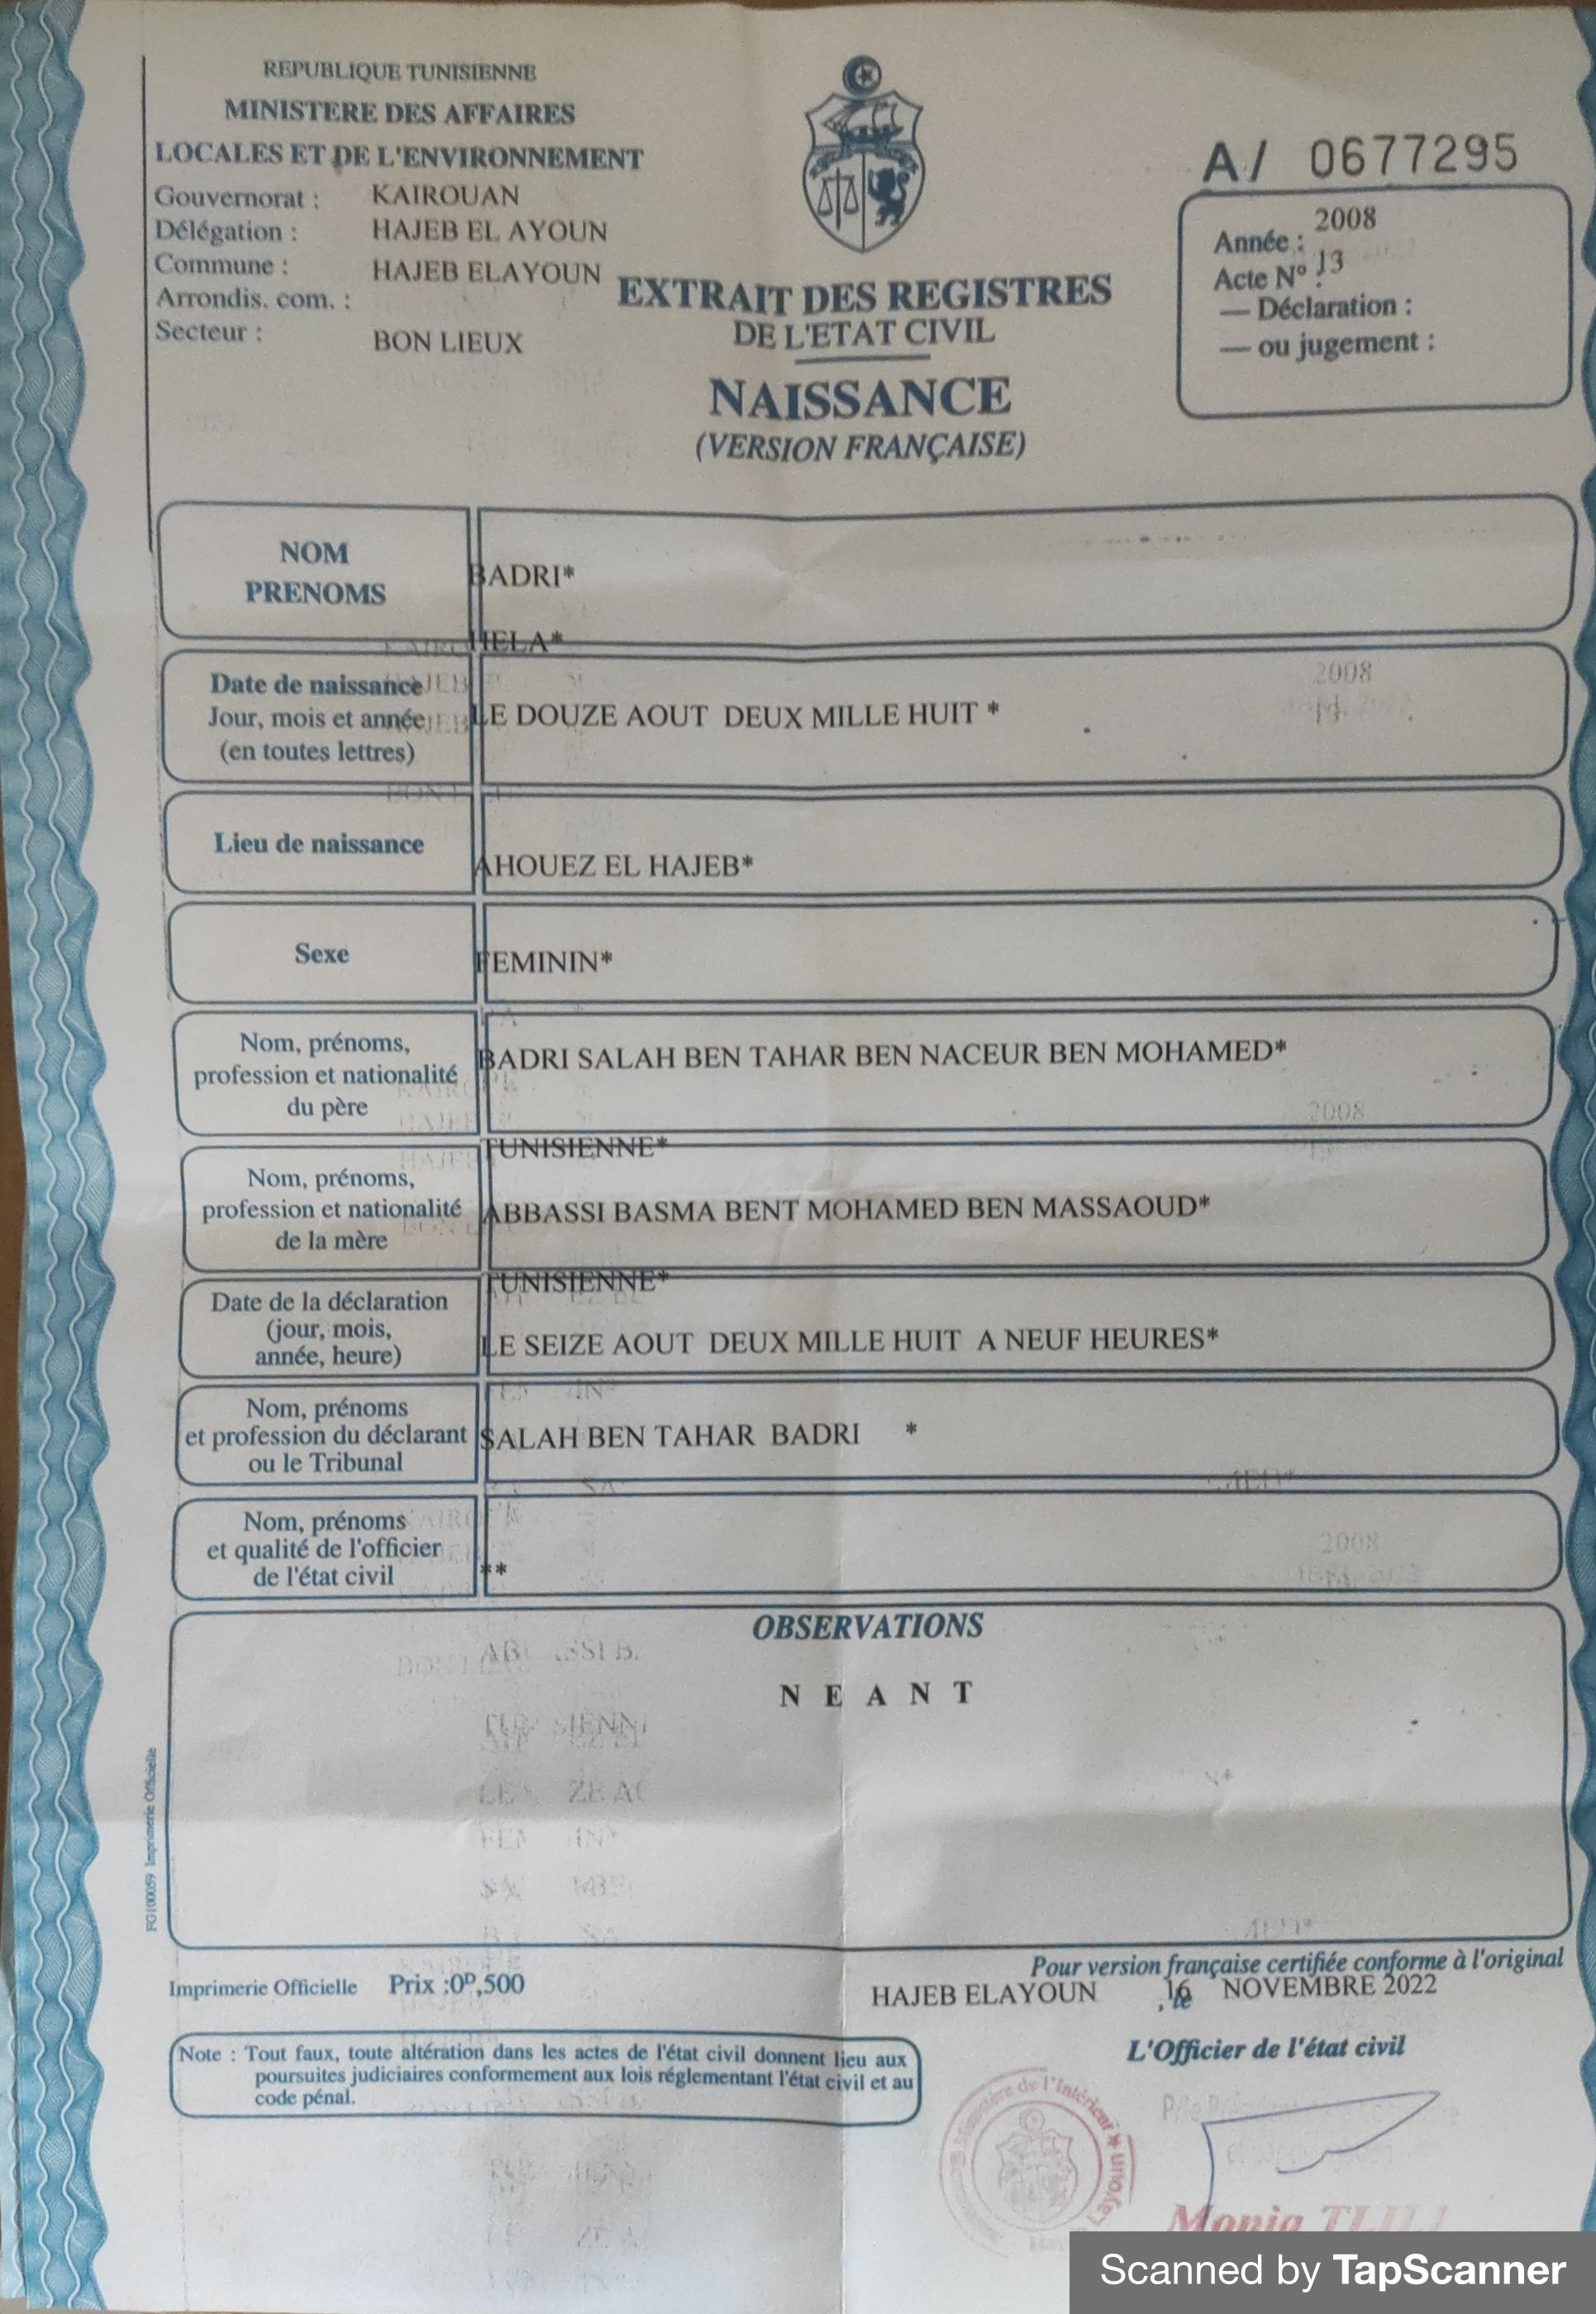 REPUBLIQUE TUNISIENNE
MINISTERE DES AFFAIRES
LOCALES ET DE L'ENVIRONNEMENT
Gouvernorat : KAIROUAN
Délégation : HAJEB EL AYOUN
Commune : HAJEB ELAYOUN
Arrondis. com. :
Secteur : BON LIEUX
A/ 0677295
Année : 2008
Acte Nº : 13
— Déclaration :
— ou jugement :
EXTRAIT DES REGISTRES
DE L'ETAT CIVIL
NAISSANCE
(VERSION FRANÇAISE)
NOM
PRENOMS
BADRI*
HELA*
Date de naissance
Jour, mois et année
(en toutes lettres)
LE DOUZE AOUT DEUX MILLE HUIT *
Lieu de naissance
AHOUEZ EL HAJEB*
Sexe
FEMININ*
Nom, prénoms,
profession et nationalité
du père
BADRI SALAH BEN TAHAR BEN NACEUR BEN MOHAMED*
TUNISIENNE*
Nom, prénoms,
profession et nationalité
de la mère
ABBASSI BASMA BENT MOHAMED BEN MASSAOUD*
TUNISIENNE*
Date de la déclaration
(jour, mois,
année, heure)
LE SEIZE AOUT DEUX MILLE HUIT A NEUF HEURES*
Nom, prénoms
et profession du déclarant
ou le Tribunal
SALAH BEN TAHAR BADRI *
Nom, prénoms
et qualité de l'officier
de l'état civil
**
OBSERVATIONS
N E A N T
FG100059 Imprimerie Officielle
Imprimerie Officielle Prix :0ᴰ,500
Pour version française certifiée conforme à l'original
HAJEB ELAYOUN , le 16 NOVEMBRE 2022
L'Officier de l'état civil
Note : Tout faux, toute altération dans les actes de l'état civil donnent lieu aux
poursuites judiciaires conformement aux lois réglementant l'état civil et au
code pénal.
Ministère de l'Intérieur
Monia TLILI
Scanned by TapScanner